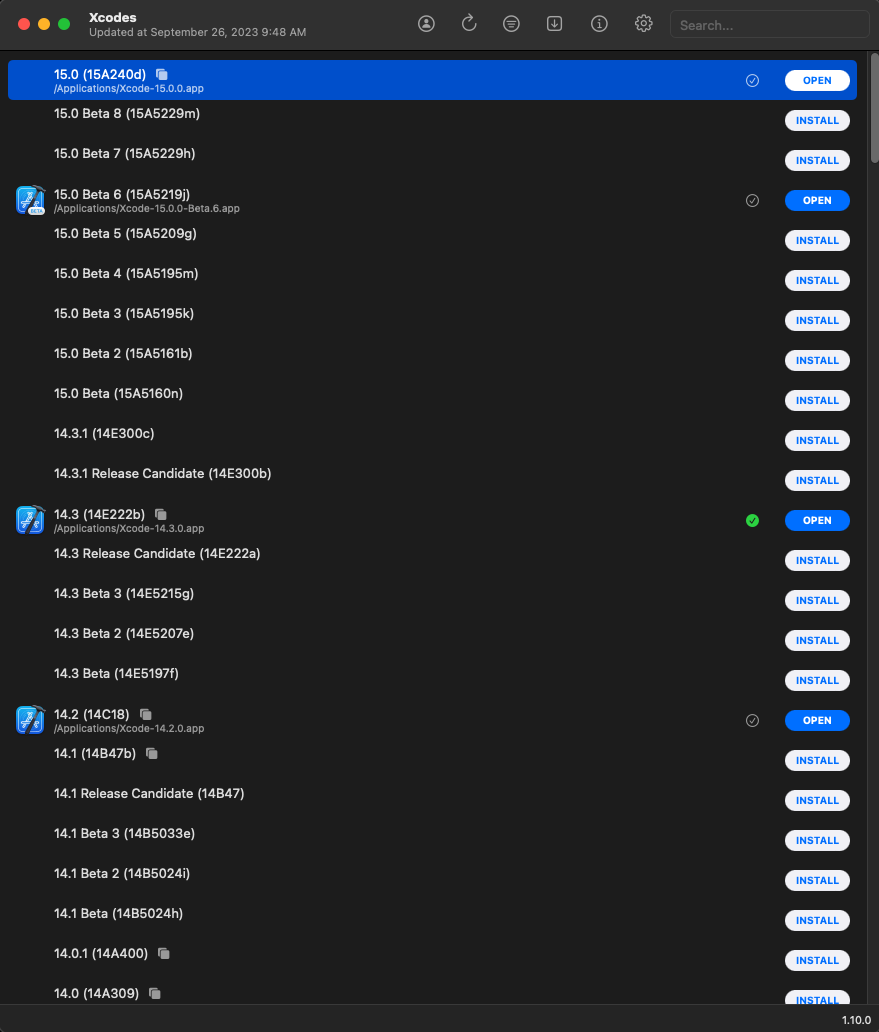 Xcodes
Updated at September 26, 2023 9:48 AM
Search...
15.0 (15A240d)
/Applications/Xcode-15.0.0.app
OPEN
15.0 Beta 8 (15A5229m)
INSTALL
15.0 Beta 7 (15A5229h)
INSTALL
15.0 Beta 6 (15A5219j)
/Applications/Xcode-15.0.0-Beta.6.app
BETA
OPEN
15.0 Beta 5 (15A5209g)
INSTALL
15.0 Beta 4 (15A5195m)
INSTALL
15.0 Beta 3 (15A5195k)
INSTALL
15.0 Beta 2 (15A5161b)
INSTALL
15.0 Beta (15A5160n)
INSTALL
14.3.1 (14E300c)
INSTALL
14.3.1 Release Candidate (14E300b)
INSTALL
14.3 (14E222b)
/Applications/Xcode-14.3.0.app
OPEN
14.3 Release Candidate (14E222a)
INSTALL
14.3 Beta 3 (14E5215g)
INSTALL
14.3 Beta 2 (14E5207e)
INSTALL
14.3 Beta (14E5197f)
INSTALL
14.2 (14C18)
/Applications/Xcode-14.2.0.app
OPEN
14.1 (14B47b)
INSTALL
14.1 Release Candidate (14B47)
INSTALL
14.1 Beta 3 (14B5033e)
INSTALL
14.1 Beta 2 (14B5024i)
INSTALL
14.1 Beta (14B5024h)
INSTALL
14.0.1 (14A400)
INSTALL
14.0 (14A309)
INSTALL
1.10.0